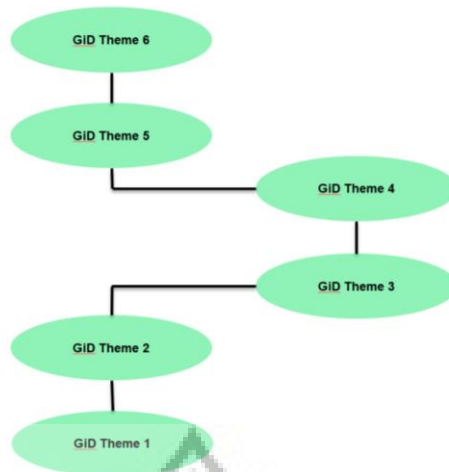 GiD Theme 6
GiD Theme 5
GiD Theme 4
GiD Theme 3
GiD Theme 2
GiD Theme 1